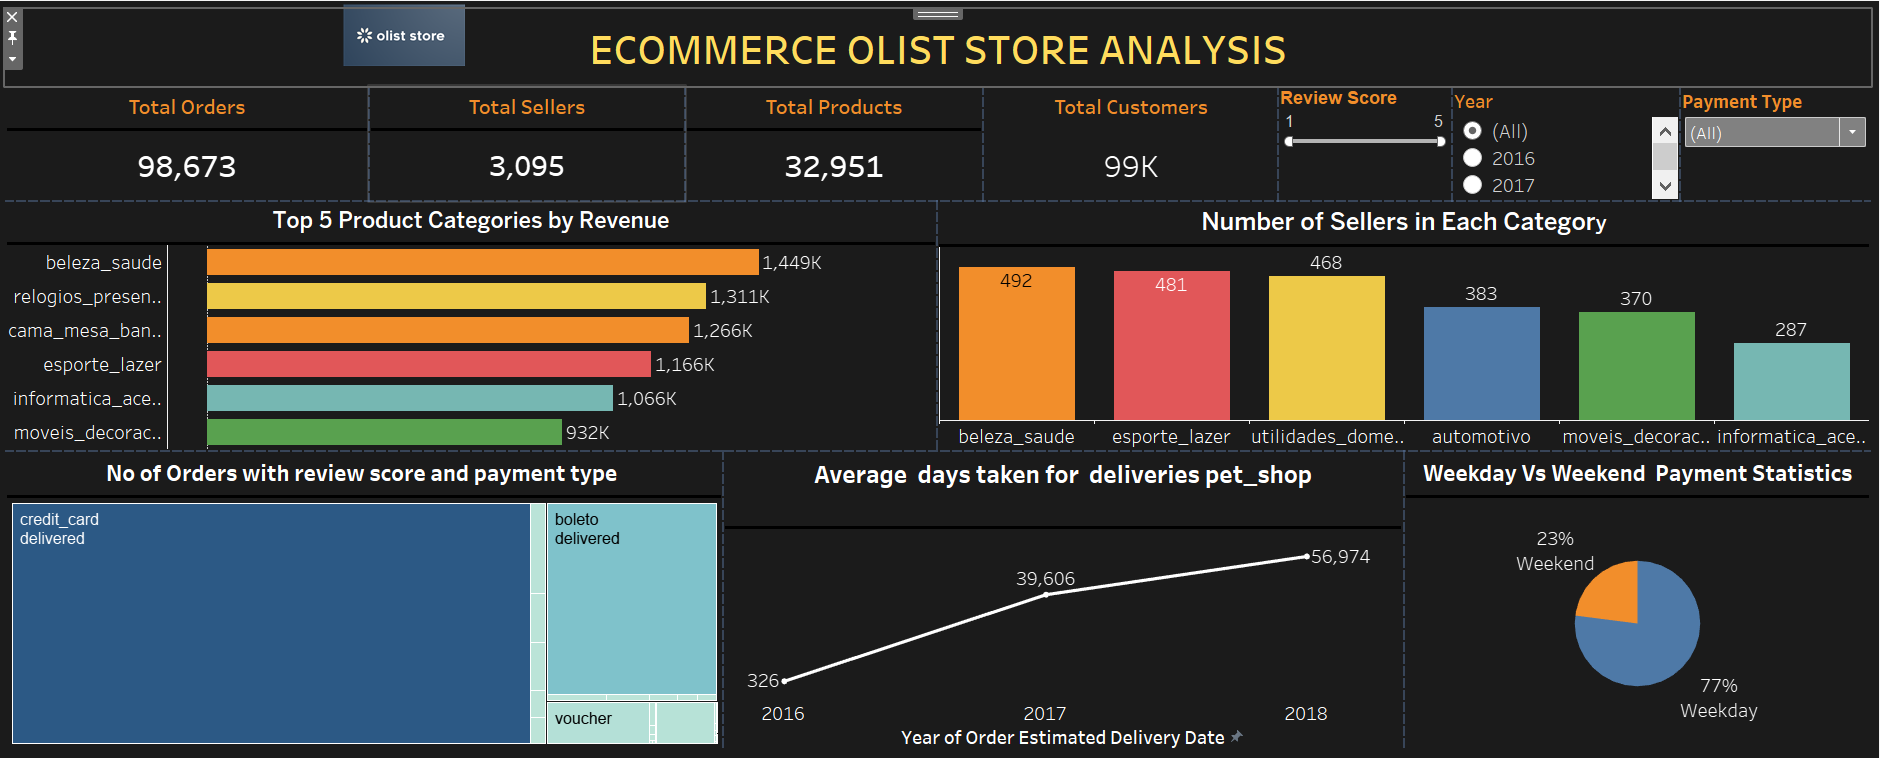 olist store
ECOMMERCE OLIST STORE ANALYSIS
Total Orders
98,673
Total Sellers
3,095
Total Products
32,951
Total Customers
99K
Review Score
1 5
Year
(All)
2016
2017
Payment Type
(All)
Top 5 Product Categories by Revenue
beleza_saude 1,449K
relogios_presen.. 1,311K
cama_mesa_ban.. 1,266K
esporte_lazer 1,166K
informatica_ace.. 1,066K
moveis_decorac.. 932K
Number of Sellers in Each Category
492 481 468 383 370 287
beleza_saude esporte_lazer utilidades_dome.. automotivo moveis_decorac.. informatica_ace..
No of Orders with review score and payment type
credit_card
delivered
boleto
delivered
voucher
Average days taken for deliveries pet_shop
326 39,606 56,974
2016 2017 2018
Year of Order Estimated Delivery Date
Weekday Vs Weekend Payment Statistics
23%
Weekend
77%
Weekday